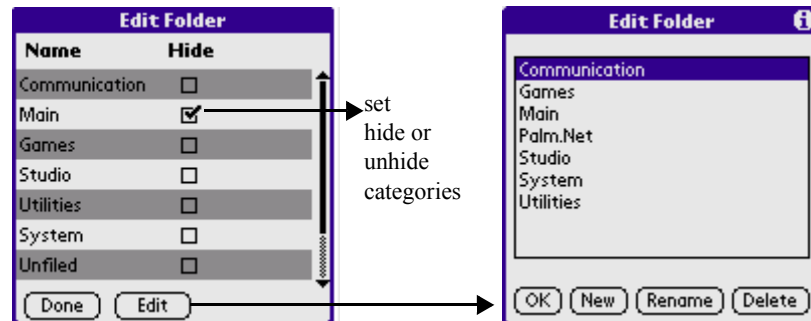 Edit Folder
Name Hide
Communication
Main
Games
Studio
Utilities
System
Unfiled
Done Edit
set
hide or
unhide
categories
Edit Folder i
Communication
Games
Main
Palm.Net
Studio
System
Utilities
OK New Rename Delete